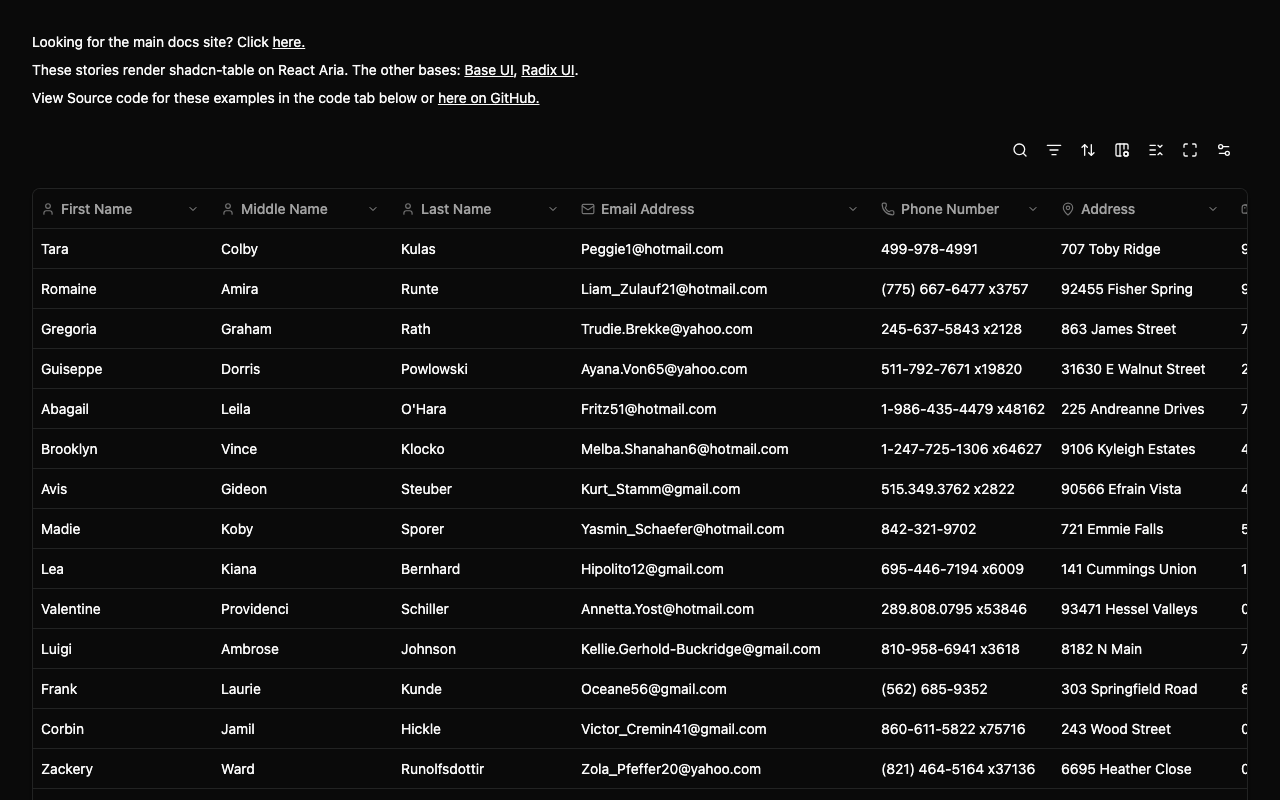 Looking for the main docs site? Click here.
These stories render shadcn-table on React Aria. The other bases: Base UI, Radix UI.
View Source code for these examples in the code tab below or here on GitHub.
First Name Middle Name Last Name Email Address Phone Number Address
Tara Colby Kulas Peggie1@hotmail.com 499-978-4991 707 Toby Ridge
Romaine Amira Runte Liam_Zulauf21@hotmail.com (775) 667-6477 x3757 92455 Fisher Spring
Gregoria Graham Rath Trudie.Brekke@yahoo.com 245-637-5843 x2128 863 James Street
Guiseppe Dorris Powlowski Ayana.Von65@yahoo.com 511-792-7671 x19820 31630 E Walnut Street
Abagail Leila O'Hara Fritz51@hotmail.com 1-986-435-4479 x48162 225 Andreanne Drives
Brooklyn Vince Klocko Melba.Shanahan6@hotmail.com 1-247-725-1306 x64627 9106 Kyleigh Estates
Avis Gideon Steuber Kurt_Stamm@gmail.com 515.349.3762 x2822 90566 Efrain Vista
Madie Koby Sporer Yasmin_Schaefer@hotmail.com 842-321-9702 721 Emmie Falls
Lea Kiana Bernhard Hipolito12@gmail.com 695-446-7194 x6009 141 Cummings Union
Valentine Providenci Schiller Annetta.Yost@hotmail.com 289.808.0795 x53846 93471 Hessel Valleys
Luigi Ambrose Johnson Kellie.Gerhold-Buckridge@gmail.com 810-958-6941 x3618 8182 N Main
Frank Laurie Kunde Oceane56@gmail.com (562) 685-9352 303 Springfield Road
Corbin Jamil Hickle Victor_Cremin41@gmail.com 860-611-5822 x75716 243 Wood Street
Zackery Ward Runolfsdottir Zola_Pfeffer20@yahoo.com (821) 464-5164 x37136 6695 Heather Close